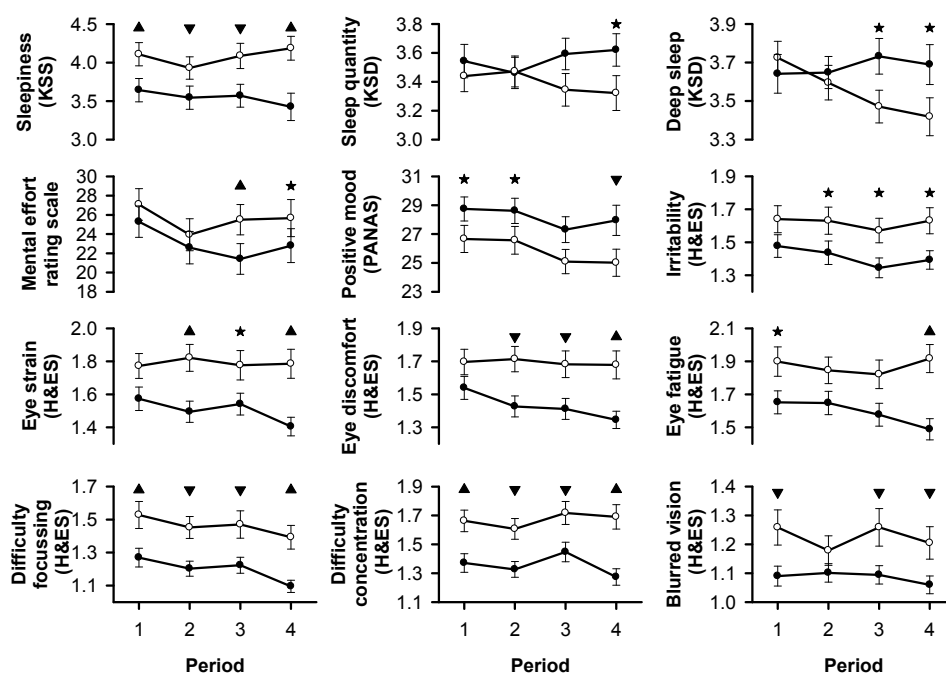 Sleepiness
(KSS)
4.5
4.0
3.5
3.0
Sleep quantity
(KSD)
3.8
3.6
3.4
3.2
3.0
Deep sleep
(KSD)
3.9
3.7
3.5
3.3
Mental effort
rating scale
30
28
26
24
22
20
18
Positive mood
(PANAS)
31
29
27
25
23
Irritability
(H&ES)
1.7
1.5
1.3
Eye strain
(H&ES)
2.0
1.8
1.6
1.4
Eye discomfort
(H&ES)
1.9
1.7
1.5
1.3
Eye fatigue
(H&ES)
2.1
1.9
1.7
1.5
Difficulty
focussing
(H&ES)
1.7
1.5
1.3
1.1
Difficulty
concentration
(H&ES)
1.9
1.7
1.5
1.3
1.1
Blurred vision
(H&ES)
1.4
1.3
1.2
1.1
1.0
1 2 3 4
1 2 3 4
1 2 3 4
Period
Period
Period